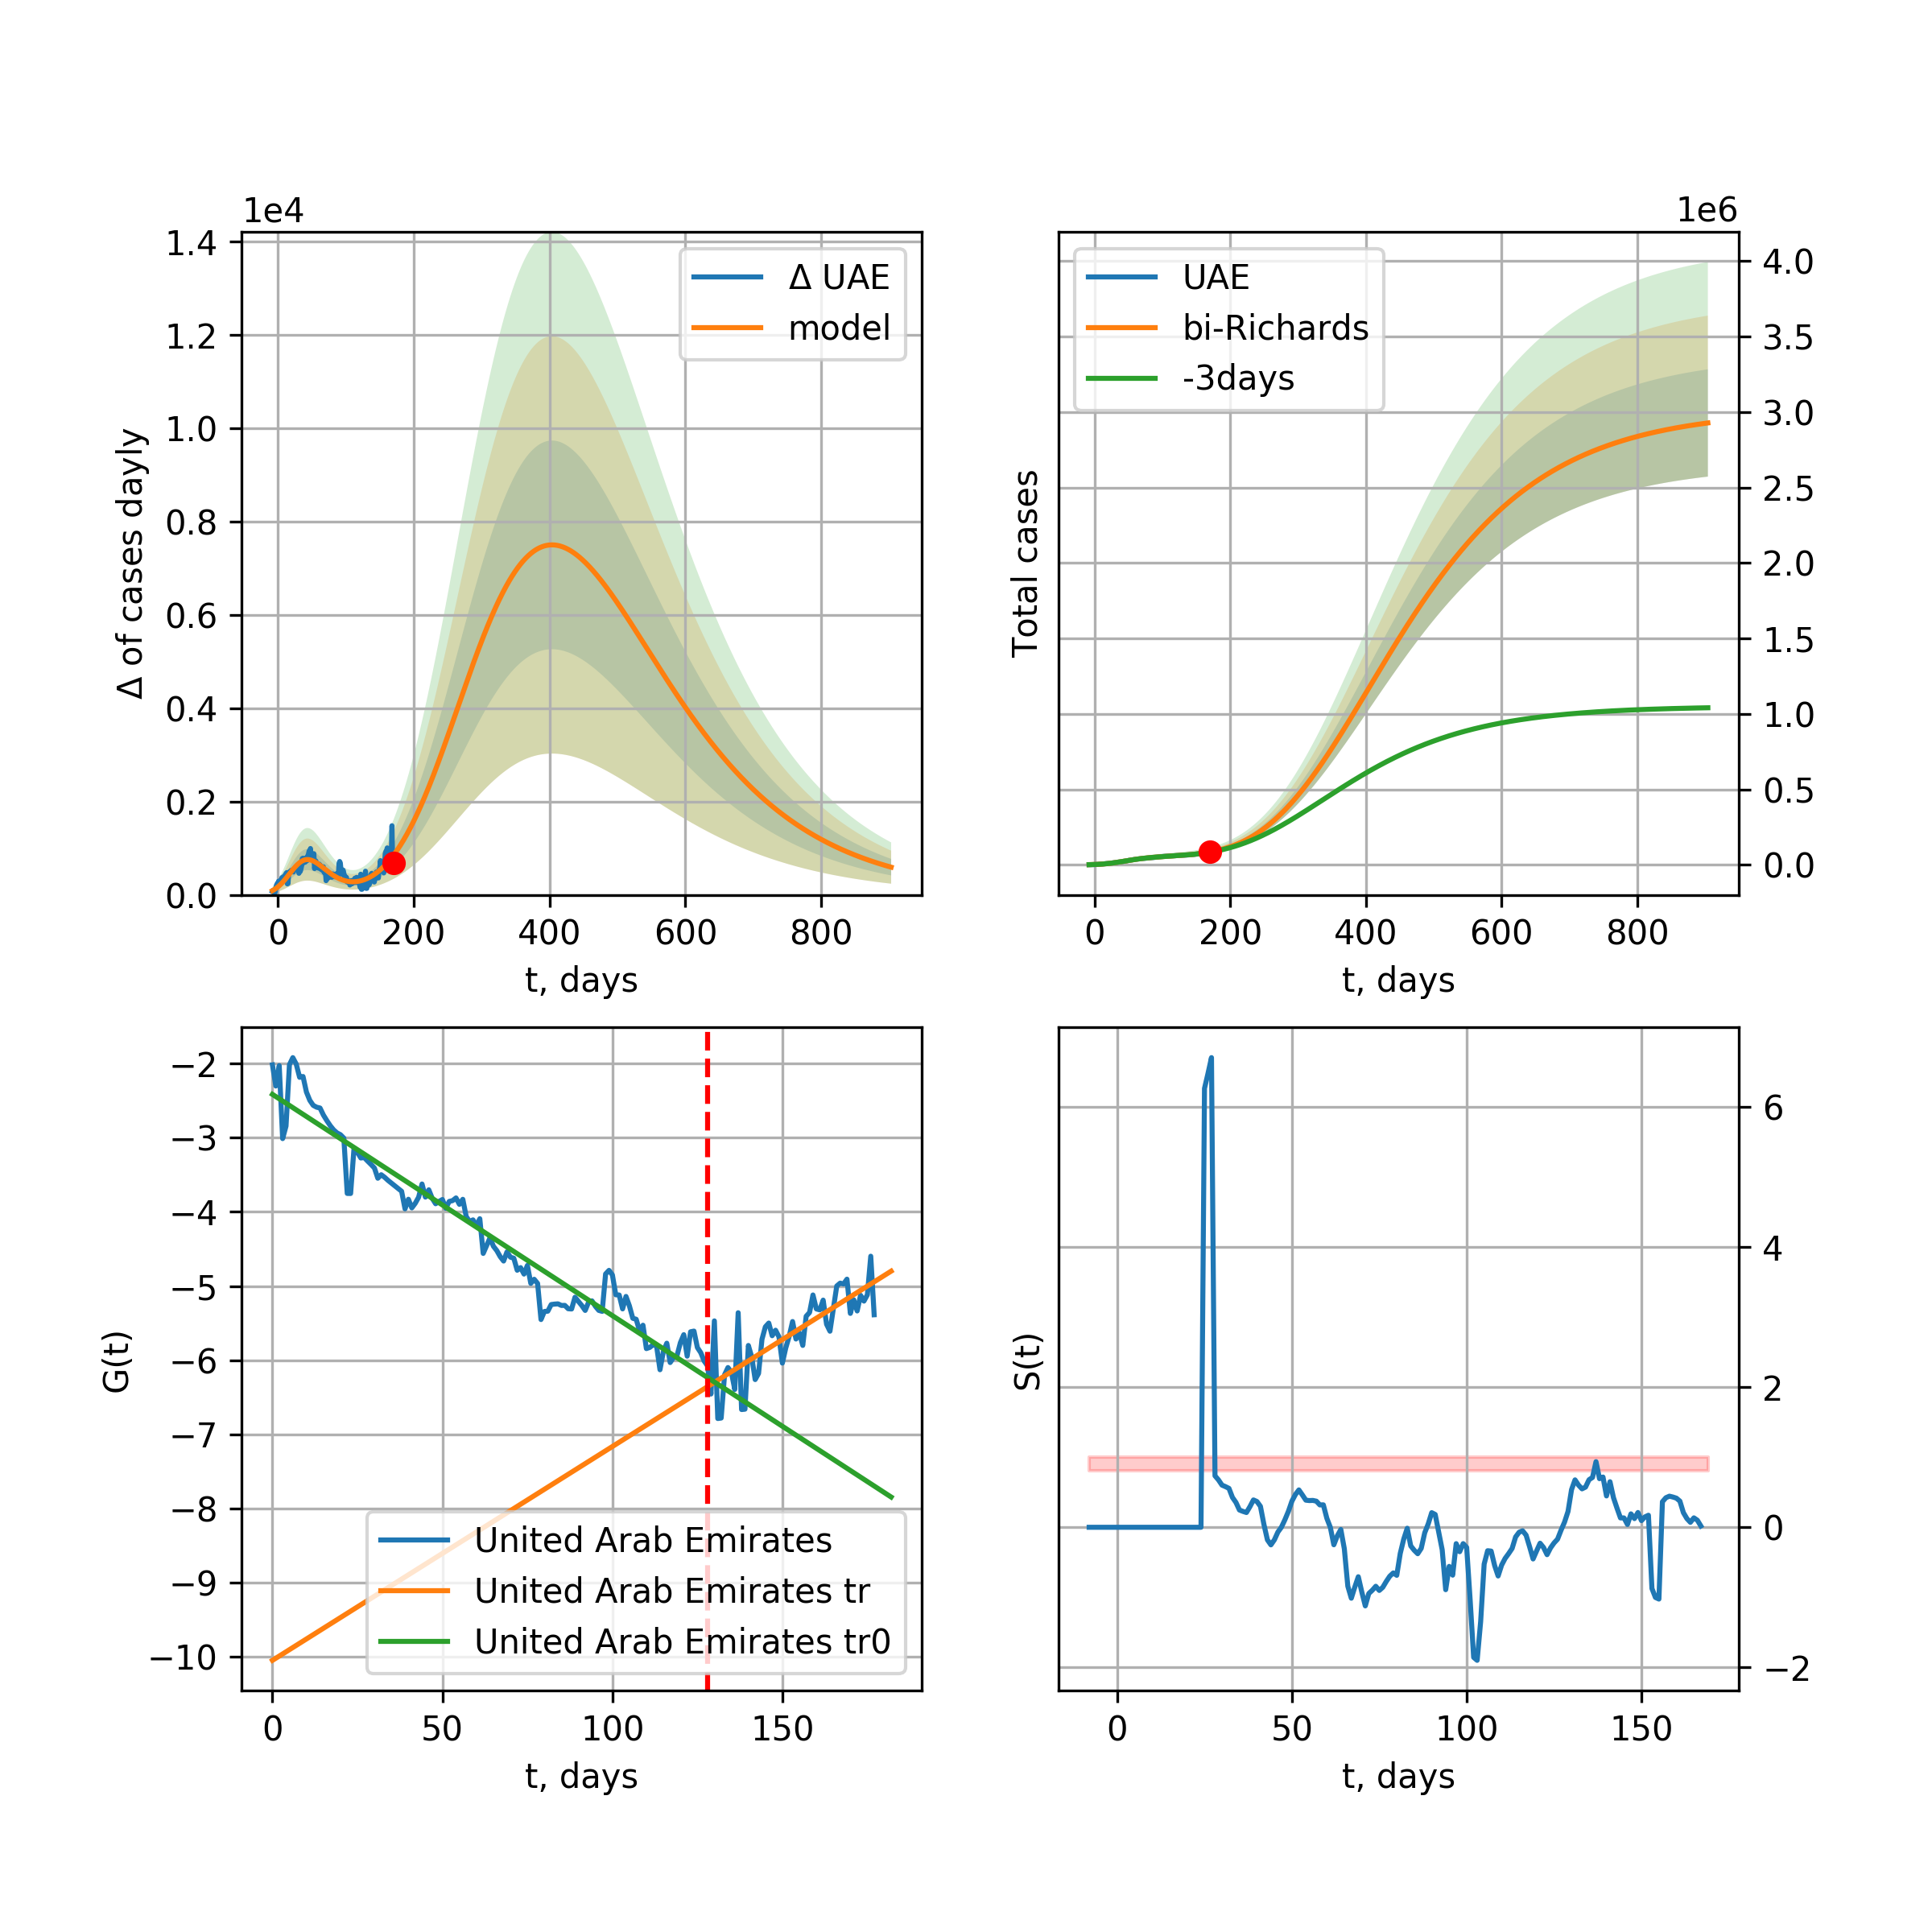 1e4
1.4
1.2
1.0
0.8
0.6
0.4
0.2
0.0
Δ of cases dayly
Δ UAE
model
0 200 400 600 800
t, days
1e6
4.0
3.5
3.0
2.5
2.0
1.5
1.0
0.5
0.0
Total cases
UAE
bi-Richards
-3days
0 200 400 600 800
t, days
−2
−3
−4
−5
−6
−7
−8
−9
−10
G(t)
United Arab Emirates
United Arab Emirates tr
United Arab Emirates tr0
0 50 100 150
t, days
6
4
2
0
−2
S(t)
0 50 100 150
t, days